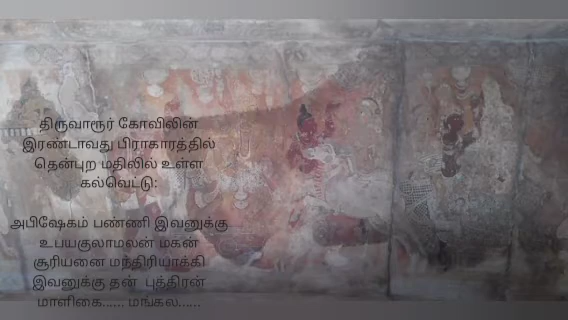 திருவாரூர் கோவிலின்
இரண்டாவது பிராகாரத்தில்
தென்புற மதிலில் உள்ள
கல்வெட்டு:
அபிஷேகம் பண்ணி இவனுக்கு
உபயகுலாமலன் மகன்
சூரியனை மந்திரியாக்கி
இவனுக்கு தன் புத்திரன்
மாளிகை...... மங்கல......